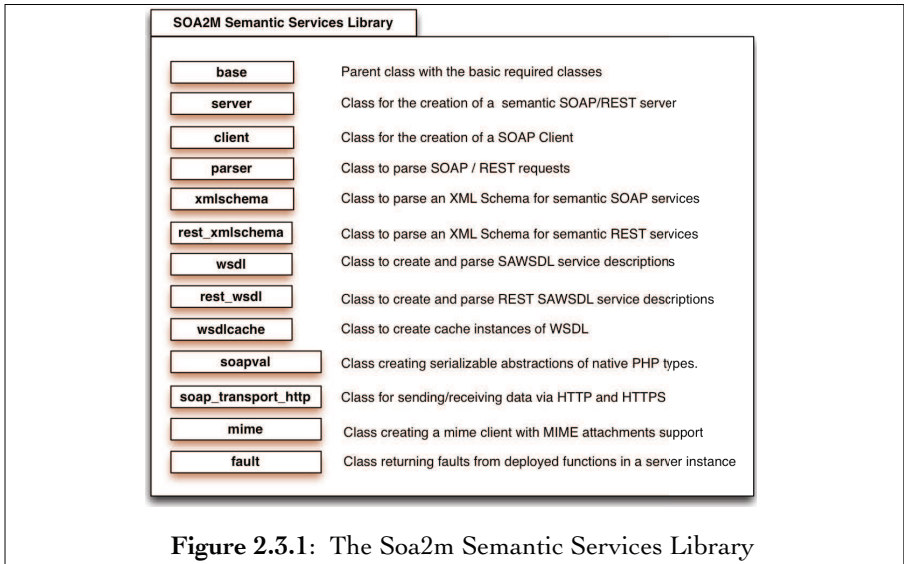 SOA2M Semantic Services Library
base Parent class with the basic required classes
server Class for the creation of a semantic SOAP/REST server
client Class for the creation of a SOAP Client
parser Class to parse SOAP / REST requests
xmlschema Class to parse an XML Schema for semantic SOAP services
rest_xmlschema Class to parse an XML Schema for semantic REST services
wsdl Class to create and parse SAWSDL service descriptions
rest_wsdl Class to create and parse REST SAWSDL service descriptions
wsdlcache Class to create cache instances of WSDL
soapval Class creating serializable abstractions of native PHP types.
soap_transport_http Class for sending/receiving data via HTTP and HTTPS
mime Class creating a mime client with MIME attachments support
fault Class returning faults from deployed functions in a server instance
Figure 2.3.1: The Soa2m Semantic Services Library